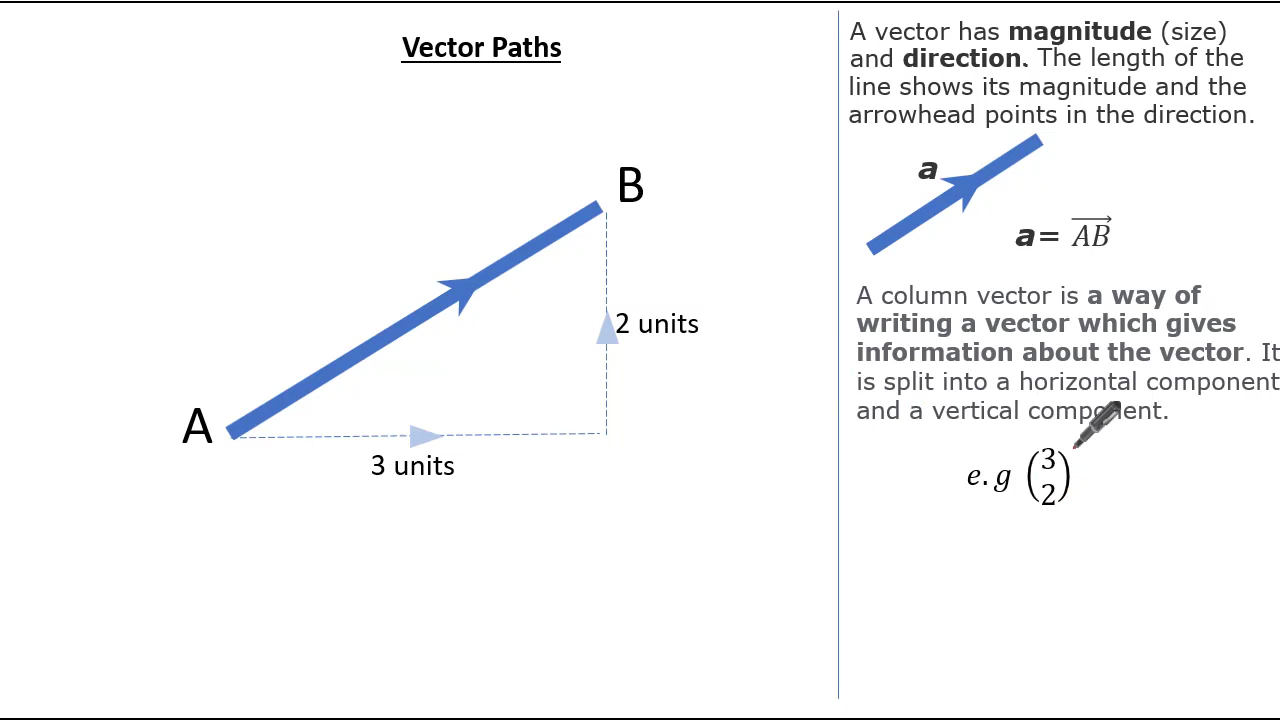 Vector Paths
B
2 units
A
3 units
A vector has magnitude (size)
and direction. The length of the
line shows its magnitude and the
arrowhead points in the direction.
a
a = \overrightarrow{AB}
A column vector is a way of
writing a vector which gives
information about the vector. It
is split into a horizontal component
and a vertical component.
e.g (3
2)